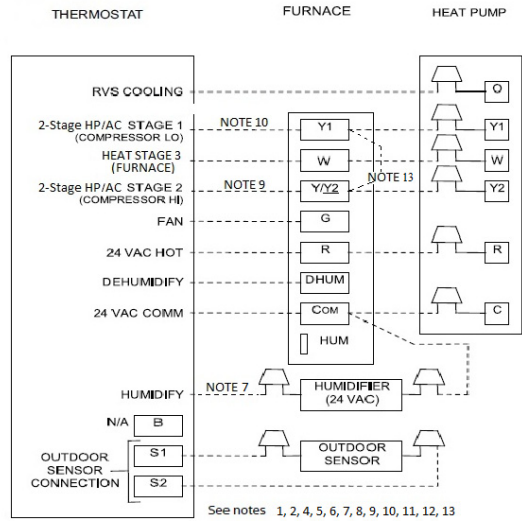 THERMOSTAT FURNACE HEAT PUMP
RVS COOLING O
2-Stage HP/AC STAGE 1 NOTE 10 Y1 Y1
(COMPRESSOR LO)
HEAT STAGE 3 W W
(FURNACE)
NOTE 13
2-Stage HP/AC STAGE 2 NOTE 9 Y/Y2 Y2
(COMPRESSOR HI)
FAN G
24 VAC HOT R R
DEHUMIDIFY DHUM
24 VAC COMM COM C
HUM
HUMIDIFY NOTE 7 HUMIDIFIER
(24 VAC)
N/A B
OUTDOOR
SENSOR
CONNECTION
S1
S2
OUTDOOR
SENSOR
See notes 1, 2, 4, 5, 6, 7, 8, 9, 10, 11, 12, 13